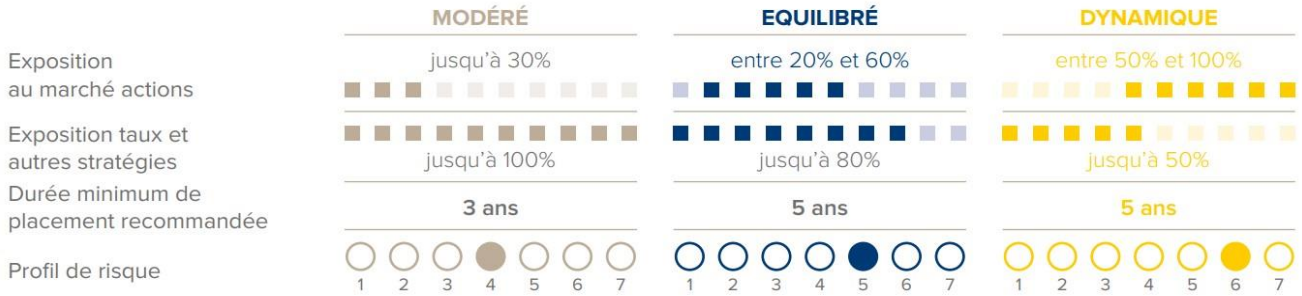 MODÉRÉ EQUILIBRÉ DYNAMIQUE
Exposition
au marché actions
jusqu'à 30% entre 20% et 60% entre 50% et 100%
Exposition taux et
autres stratégies
jusqu'à 100% jusqu'à 80% jusqu'à 50%
Durée minimum de
placement recommandée
3 ans 5 ans 5 ans
Profil de risque
1 2 3 4 5 6 7 1 2 3 4 5 6 7 1 2 3 4 5 6 7